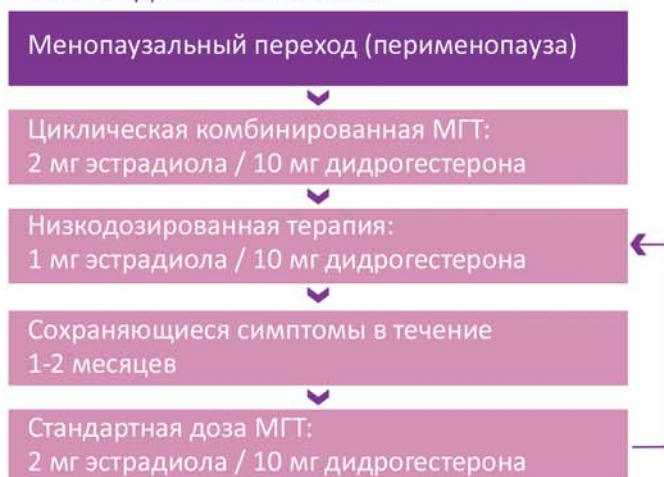 Менопаузальный переход (перименопауза)
Циклическая комбинированная МГТ:
2 мг эстрадиола / 10 мг дидрогестерона
Низкодозированная терапия:
1 мг эстрадиола / 10 мг дидрогестерона
Сохраняющиеся симптомы в течение
1-2 месяцев
Стандартная доза МГТ:
2 мг эстрадиола / 10 мг дидрогестерона